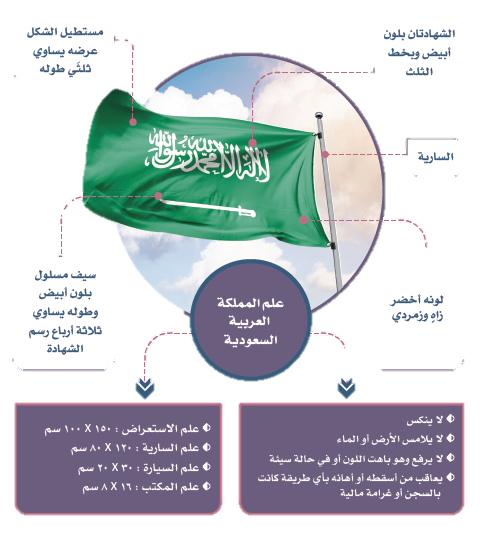 الشهادتان بلون
أبيض وبخط
الثلث
مستطيل الشكل
عرضه يساوي
ثلثَي طوله
لا إله إلا الله محمد رسول الله
السارية
لونه أخضر
زاهٍ وزمردي
سيف مسلول
بلون أبيض
وطوله يساوي
ثلاثة أرباع رسم
الشهادة
علم المملكة
العربية
السعودية
لا ينكس
لا يلامس الأرض أو الماء
لا يرفع وهو باهت اللون أو في حالة سيئة
يعاقب من أسقطه أو أهانه بأي طريقة كانت
بالسجن أو غرامة مالية
علم الاستعراض : ١٥٠ X ١٠٠ سم
علم السارية : ١٢٠ X ٨٠ سم
علم السيارة : ٣٠ X ٢٠ سم
علم المكتب : ١٦ X ٨ سم